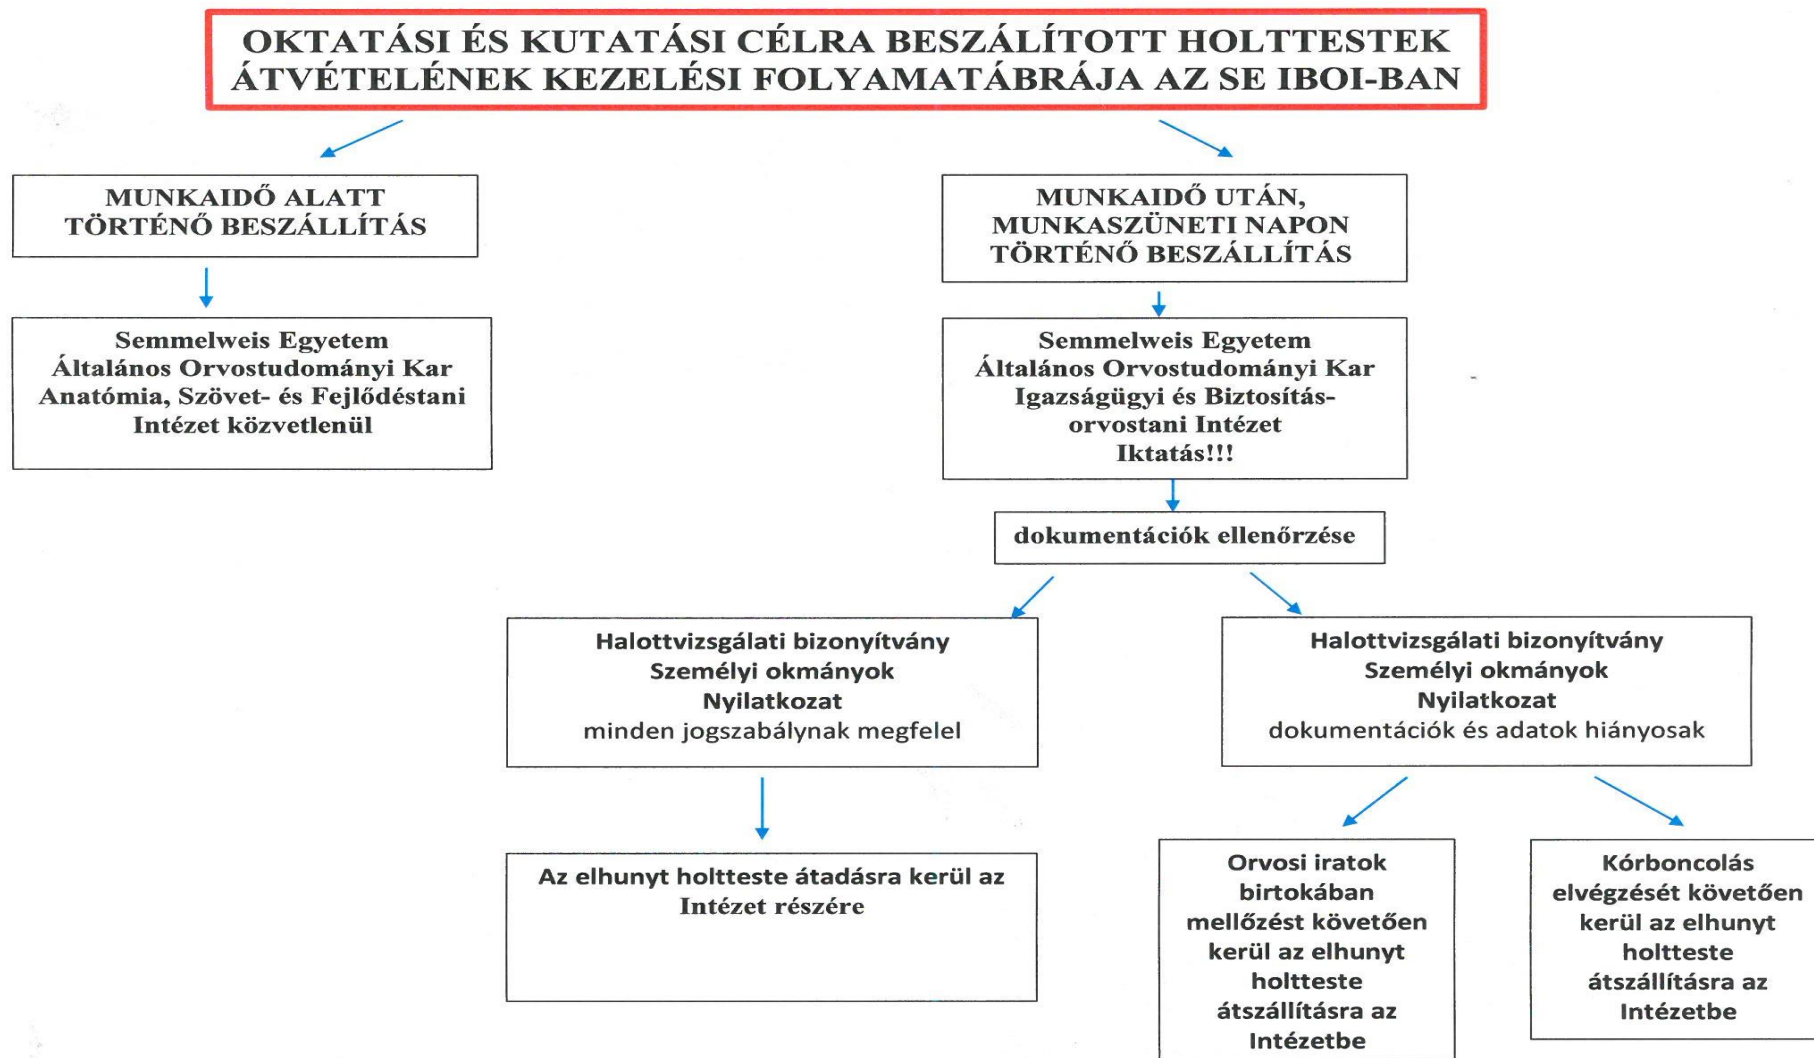 OKTATÁSI ÉS KUTATÁSI CÉLRA BESZÁLÍTOTT HOLTTESTEK
ÁTVÉTELÉNEK KEZELÉSI FOLYAMATÁBRÁJA AZ SE IBOI-BAN
MUNKAIDŐ ALATT
TÖRTÉNŐ BESZÁLLÍTÁS
MUNKAIDŐ UTÁN,
MUNKASZÜNETI NAPON
TÖRTÉNŐ BESZÁLLÍTÁS
Semmelweis Egyetem
Általános Orvostudományi Kar
Anatómia, Szövet- és Fejlődéstani
Intézet közvetlenül
Semmelweis Egyetem
Általános Orvostudományi Kar
Igazságügyi és Biztosítás-
orvostani Intézet
Iktatás!!!
dokumentációk ellenőrzése
Halottvizsgálati bizonyítvány
Személyi okmányok
Nyilatkozat
minden jogszabálynak megfelel
Halottvizsgálati bizonyítvány
Személyi okmányok
Nyilatkozat
dokumentációk és adatok hiányosak
Az elhunyt holtteste átadásra kerül az
Intézet részére
Orvosi iratok
birtokában
mellőzést követően
kerül az elhunyt
holtteste
átszállításra az
Intézetbe
Kórboncolás
elvégzését követően
kerül az elhunyt
holtteste
átszállításra az
Intézetbe